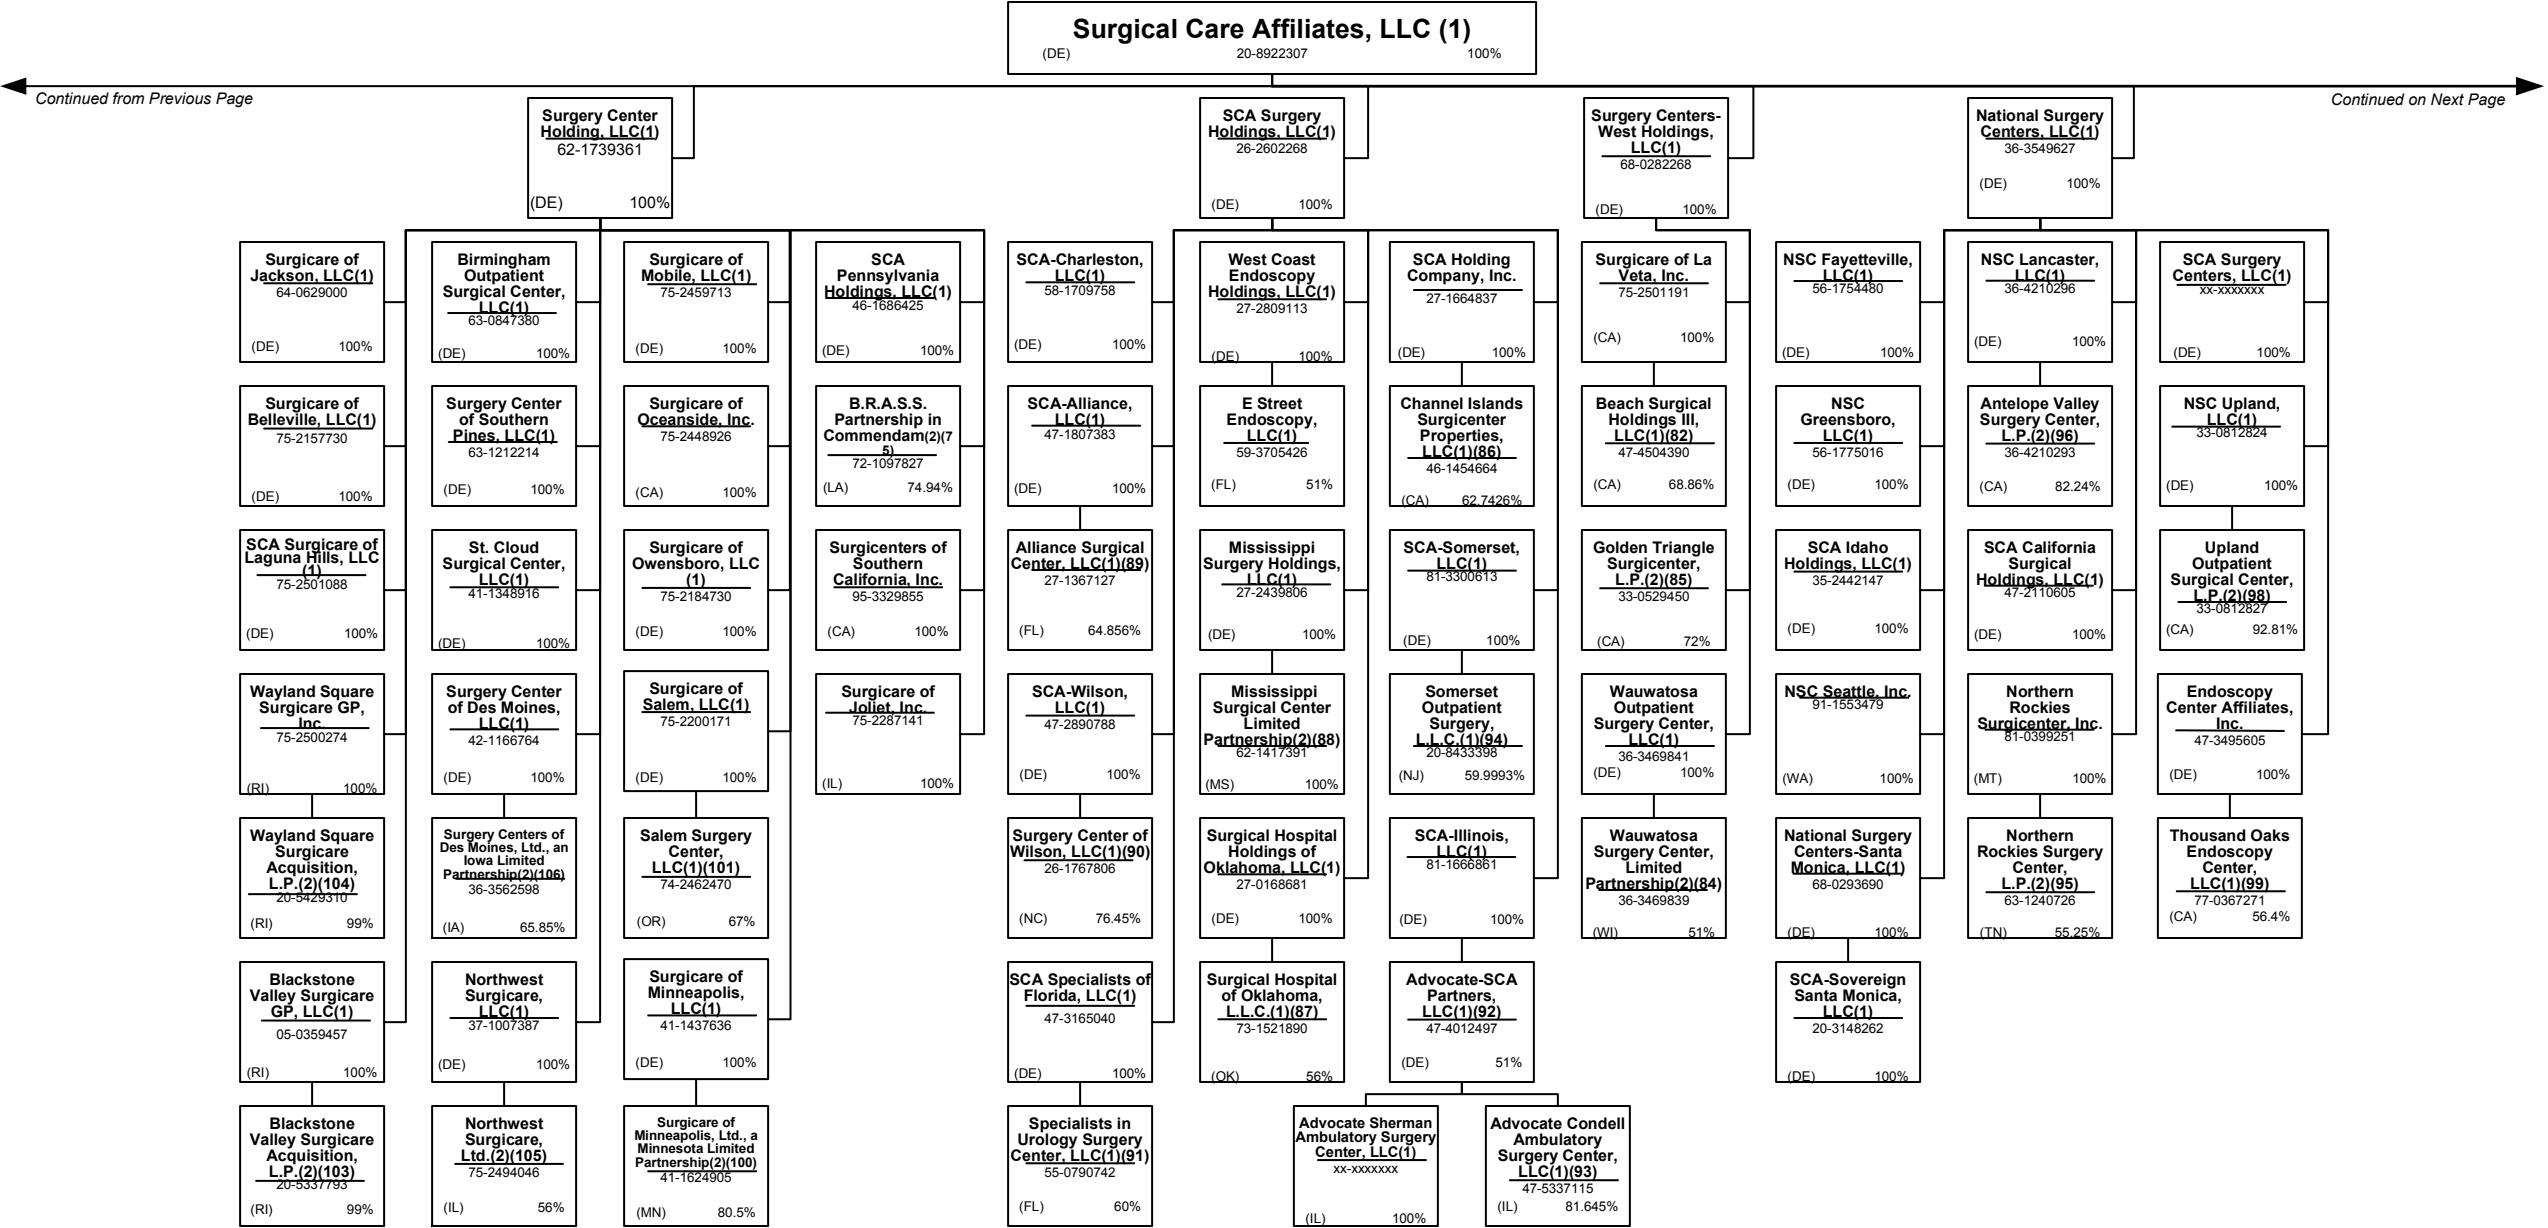 Surgical Care Affiliates, LLC (1)
(DE) 20-8922307 100%
Continued from Previous Page
Continued on Next Page
Surgery Center
Holding, LLC(1)
62-1739361
(DE) 100%
SCA Surgery
Holdings, LLC(1)
26-2602268
(DE) 100%
Surgery Centers-
West Holdings,
LLC(1)
68-0282268
(DE) 100%
National Surgery
Centers, LLC(1)
36-3549627
(DE) 100%
Surgicare of
Jackson, LLC(1)
64-0629000
(DE) 100%
Birmingham
Outpatient
Surgical Center,
LLC(1)
63-0847380
(DE) 100%
Surgicare of
Mobile, LLC(1)
75-2459713
(DE) 100%
SCA
Pennsylvania
Holdings, LLC(1)
46-1686425
(DE) 100%
SCA-Charleston,
LLC(1)
58-1709758
(DE) 100%
West Coast
Endoscopy
Holdings, LLC(1)
27-2809113
(DE) 100%
SCA Holding
Company, Inc.
27-1664837
(DE) 100%
Surgicare of La
Veta, Inc.
75-2501191
(CA) 100%
NSC Fayetteville,
LLC(1)
56-1754480
(DE) 100%
NSC Lancaster,
LLC(1)
36-4210296
(DE) 100%
SCA Surgery
Centers, LLC(1)
xx-xxxxxxx
(DE) 100%
Surgicare of
Belleville, LLC(1)
75-2157730
(DE) 100%
Surgery Center
of Southern
Pines, LLC(1)
63-1212214
(DE) 100%
Surgicare of
Oceanside, Inc.
75-2448926
(CA) 100%
B.R.A.S.S.
Partnership in
Commendam(2)(7
5)
72-1097827
(LA) 74.94%
SCA-Alliance,
LLC(1)
47-1807383
(DE) 100%
E Street
Endoscopy,
LLC(1)
59-3705426
(FL) 51%
Channel Islands
Surgicenter
Properties,
LLC(1)(86)
46-1454664
(CA) 62.7426%
Beach Surgical
Holdings III,
LLC(1)(82)
47-4504390
(CA) 68.86%
NSC
Greensboro,
LLC(1)
56-1775016
(DE) 100%
Antelope Valley
Surgery Center,
L.P.(2)(96)
36-4210293
(CA) 82.24%
NSC Upland,
LLC(1)
33-0812824
(DE) 100%
SCA Surgicare of
Laguna Hills, LLC
(1)
75-2501088
(DE) 100%
St. Cloud
Surgical Center,
LLC(1)
41-1348916
(DE) 100%
Surgicare of
Owensboro, LLC
(1)
75-2184730
(DE) 100%
Surgicenters of
Southern
California, Inc.
95-3329855
(CA) 100%
Alliance Surgical
Center, LLC(1)(89)
27-1367127
(FL) 64.856%
Mississippi
Surgery Holdings,
LLC(1)
27-2439806
(DE) 100%
SCA-Somerset,
LLC(1)
81-3300613
(DE) 100%
Golden Triangle
Surgicenter,
L.P.(2)(85)
33-0529450
(CA) 72%
SCA Idaho
Holdings, LLC(1)
35-2442147
(DE) 100%
SCA California
Surgical
Holdings, LLC(1)
47-2110605
(DE) 100%
Upland
Outpatient
Surgical Center,
L.P.(2)(98)
33-0812827
(CA) 92.81%
Wayland Square
Surgicare GP,
Inc.
75-2500274
(RI) 100%
Surgery Center
of Des Moines,
LLC(1)
42-1166764
(DE) 100%
Surgicare of
Salem, LLC(1)
75-2200171
(DE) 100%
Surgicare of
Joliet, Inc.
75-2287141
(IL) 100%
SCA-Wilson,
LLC(1)
47-2890788
(DE) 100%
Mississippi
Surgical Center
Limited
Partnership(2)(88)
62-1417391
(MS) 100%
Somerset
Outpatient
Surgery,
L.L.C.(1)(94)
20-8433398
(NJ) 59.9993%
Wauwatosa
Outpatient
Surgery Center,
LLC(1)
36-3469841
(DE) 100%
NSC Seattle, Inc.
91-1553479
(WA) 100%
Northern
Rockies
Surgicenter, Inc.
81-0399251
(MT) 100%
Endoscopy
Center Affiliates,
Inc.
47-3495605
(DE) 100%
Wayland Square
Surgicare
Acquisition,
L.P.(2)(104)
20-5429310
(RI) 99%
Surgery Centers of
Des Moines, Ltd., an
Iowa Limited
Partnership(2)(106)
36-3562598
(IA) 65.85%
Salem Surgery
Center,
LLC(1)(101)
74-2462470
(OR) 67%
Surgery Center of
Wilson, LLC(1)(90)
26-1767806
(NC) 76.45%
Surgical Hospital
Holdings of
Oklahoma, LLC(1)
27-0168681
(DE) 100%
SCA-Illinois,
LLC(1)
81-1666861
(DE) 100%
Wauwatosa
Surgery Center,
Limited
Partnership(2)(84)
36-3469839
(WI) 51%
National Surgery
Centers-Santa
Monica, LLC(1)
68-0293690
(DE) 100%
Northern
Rockies Surgery
Center,
L.P.(2)(95)
63-1240726
(TN) 55.25%
Thousand Oaks
Endoscopy
Center,
LLC(1)(99)
77-0367271
(CA) 56.4%
Blackstone
Valley Surgicare
GP, LLC(1)
05-0359457
(RI) 100%
Northwest
Surgicare,
LLC(1)
37-1007387
(DE) 100%
Surgicare of
Minneapolis,
LLC(1)
41-1437636
(DE) 100%
SCA Specialists of
Florida, LLC(1)
47-3165040
(DE) 100%
Surgical Hospital
of Oklahoma,
L.L.C.(1)(87)
73-1521890
(OK) 56%
Advocate-SCA
Partners,
LLC(1)(92)
47-4012497
(DE) 51%
SCA-Sovereign
Santa Monica,
LLC(1)
20-3148262
(DE) 100%
Blackstone
Valley Surgicare
Acquisition,
L.P.(2)(103)
20-5337793
(RI) 99%
Northwest
Surgicare,
Ltd.(2)(105)
75-2494046
(IL) 56%
Surgicare of
Minneapolis, Ltd., a
Minnesota Limited
Partnership(2)(100)
41-1624905
(MN) 80.5%
Specialists in
Urology Surgery
Center, LLC(1)(91)
55-0790742
(FL) 60%
Advocate Sherman
Ambulatory Surgery
Center, LLC(1)
xx-xxxxxxx
(IL) 100%
Advocate Condell
Ambulatory
Surgery Center,
LLC(1)(93)
47-5337115
(IL) 81.645%